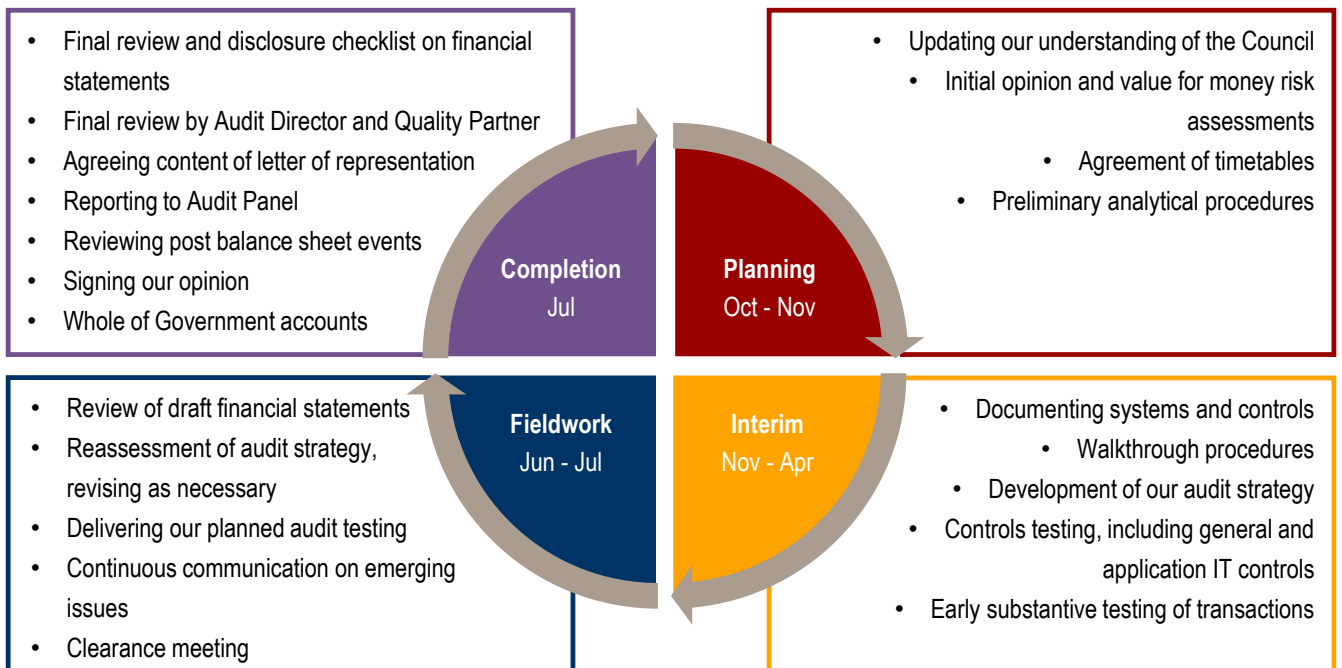 • Final review and disclosure checklist on financial
statements
• Final review by Audit Director and Quality Partner
• Agreeing content of letter of representation
• Reporting to Audit Panel
• Reviewing post balance sheet events
• Signing our opinion
• Whole of Government accounts
Completion
Jul
• Updating our understanding of the Council
• Initial opinion and value for money risk
assessments
• Agreement of timetables
• Preliminary analytical procedures
Planning
Oct - Nov
• Review of draft financial statements
• Reassessment of audit strategy,
revising as necessary
• Delivering our planned audit testing
• Continuous communication on emerging
issues
• Clearance meeting
Fieldwork
Jun - Jul
Interim
Nov - Apr
• Documenting systems and controls
• Walkthrough procedures
• Development of our audit strategy
• Controls testing, including general and
application IT controls
• Early substantive testing of transactions